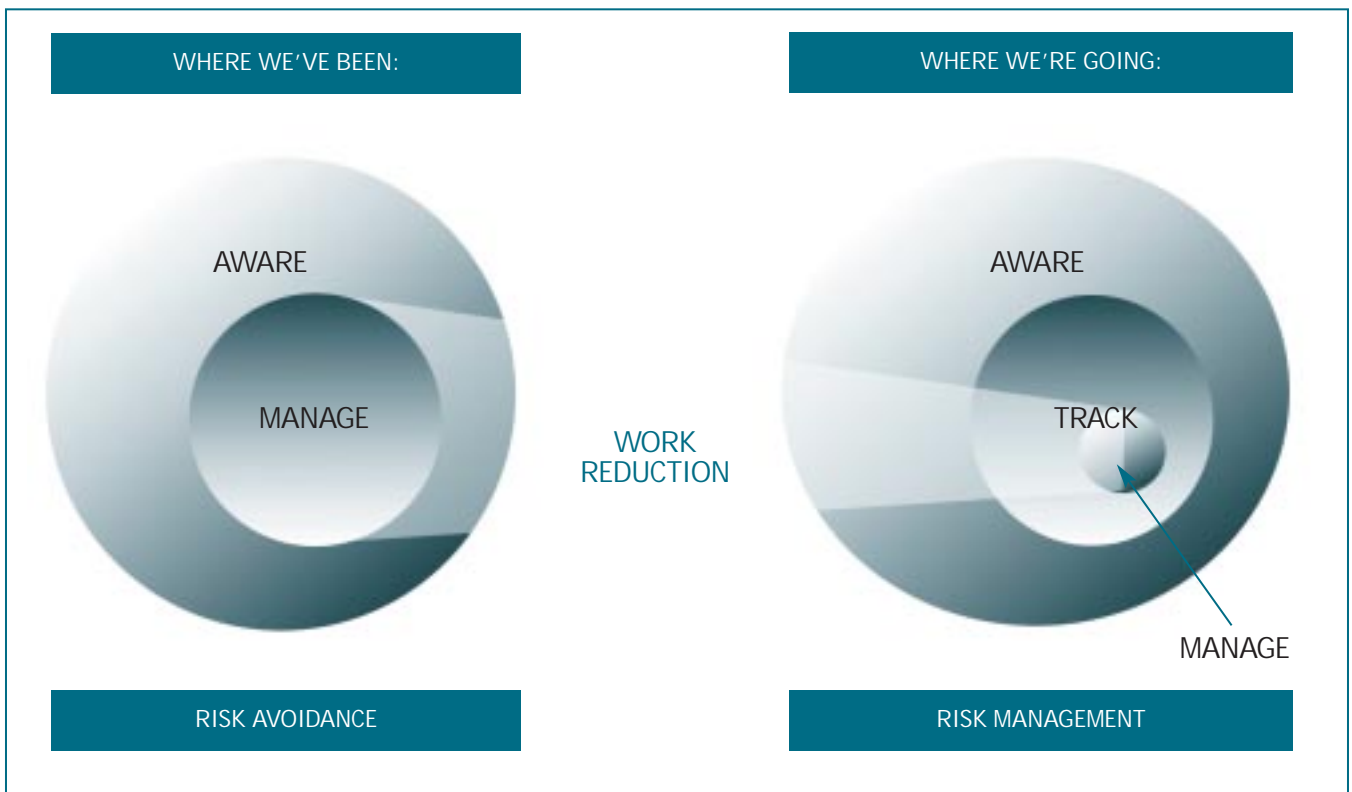 WHERE WE'VE BEEN:
WHERE WE'RE GOING:
AWARE
MANAGE
WORK
REDUCTION
AWARE
TRACK
MANAGE
RISK AVOIDANCE
RISK MANAGEMENT